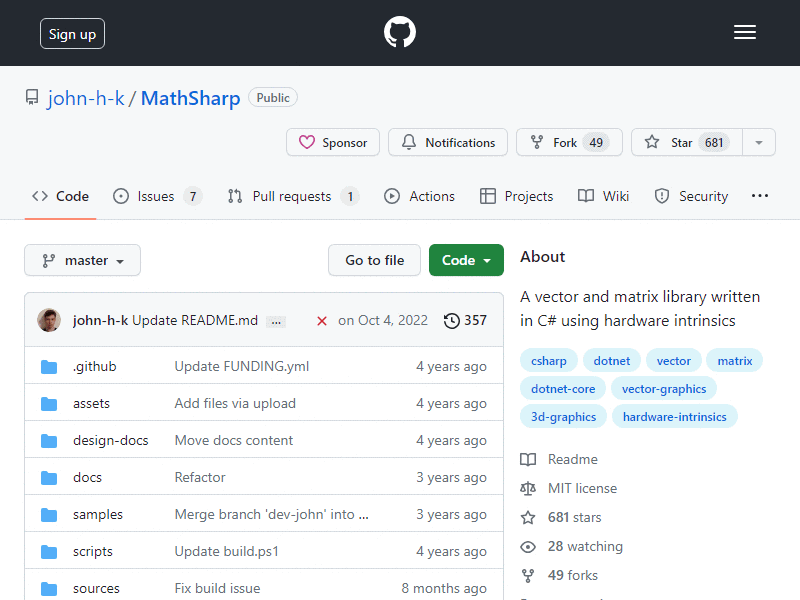 Sign up
john-h-k / MathSharp Public
Sponsor Notifications Fork 49 Star 681
Code Issues 7 Pull requests 1 Actions Projects Wiki Security ...
master Go to file Code
About
A vector and matrix library written
in C# using hardware intrinsics
john-h-k Update README.md ... on Oct 4, 2022 357
.github Update FUNDING.yml 4 years ago
assets Add files via upload 4 years ago
design-docs Move docs content 4 years ago
docs Refactor 3 years ago
samples Merge branch 'dev-john' into ... 3 years ago
scripts Update build.ps1 4 years ago
sources Fix build issue 8 months ago
csharp dotnet vector matrix
dotnet-core vector-graphics
3d-graphics hardware-intrinsics
Readme
MIT license
681 stars
28 watching
49 forks